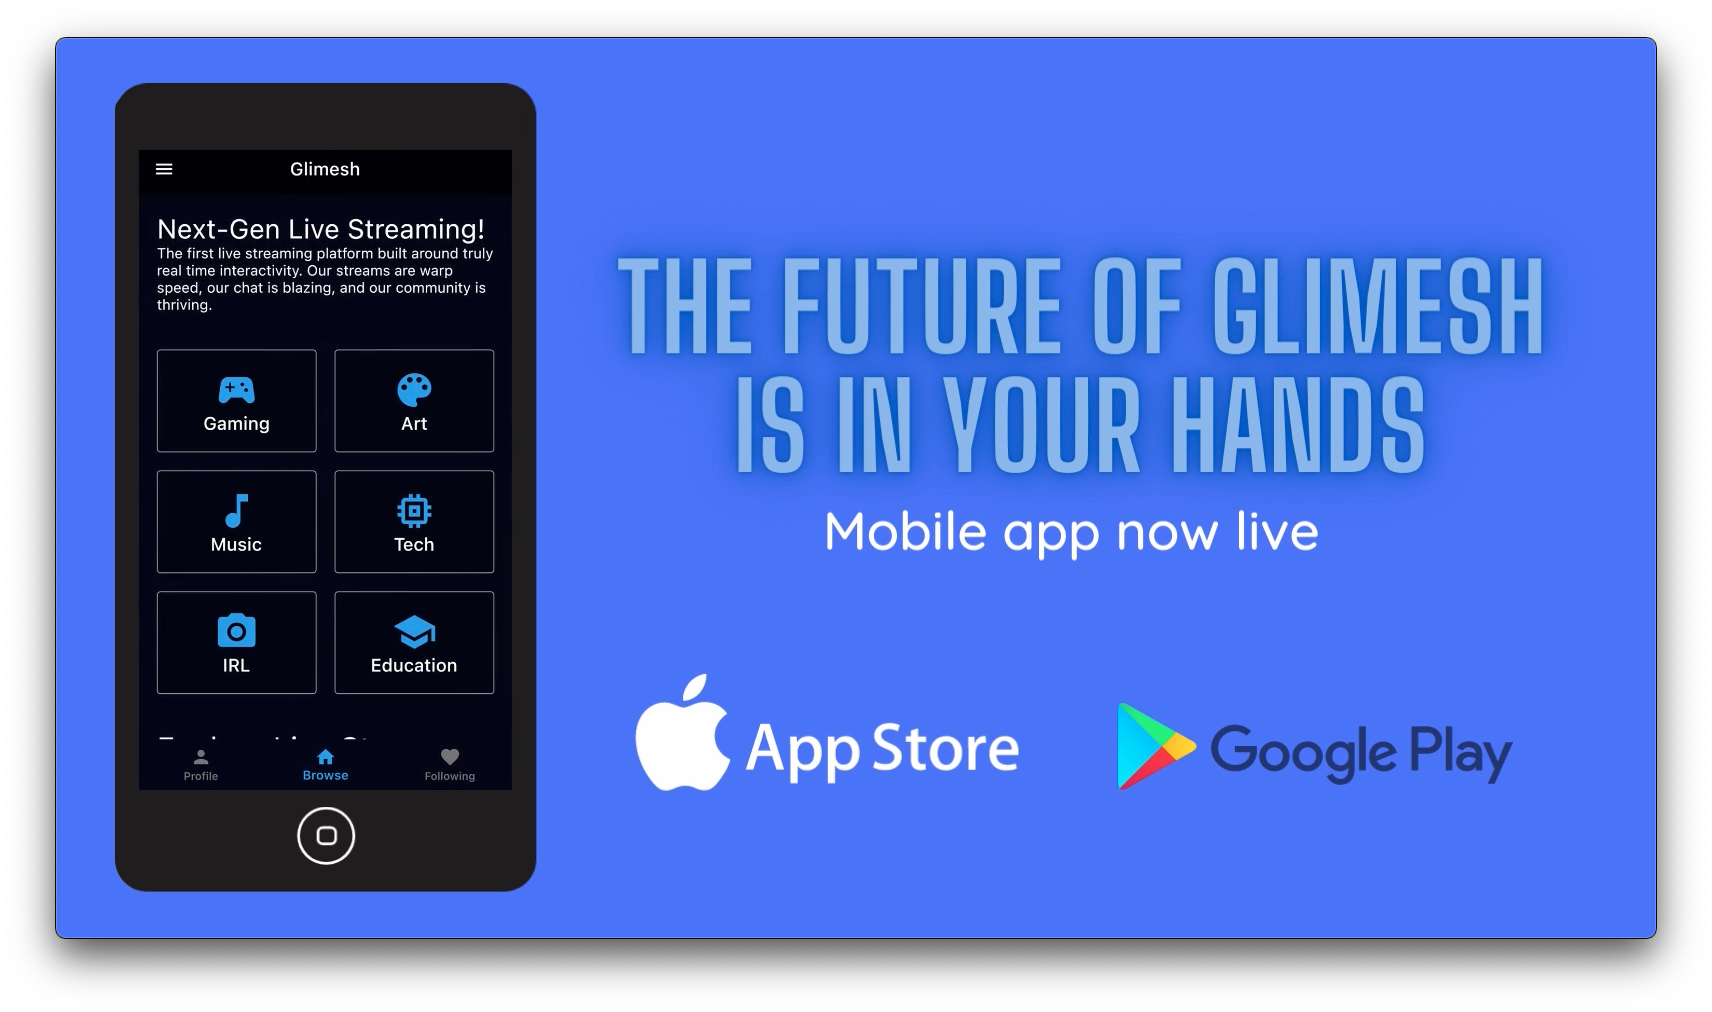 Glimesh
Next-Gen Live Streaming!
The first live streaming platform built around truly
real time interactivity. Our streams are warp
speed, our chat is blazing, and our community is
thriving.
Gaming
Art
Music
Tech
IRL
Education
Profile
Browse
Following
THE FUTURE OF GLIMESH
IS IN YOUR HANDS
Mobile app now live
App Store
Google Play